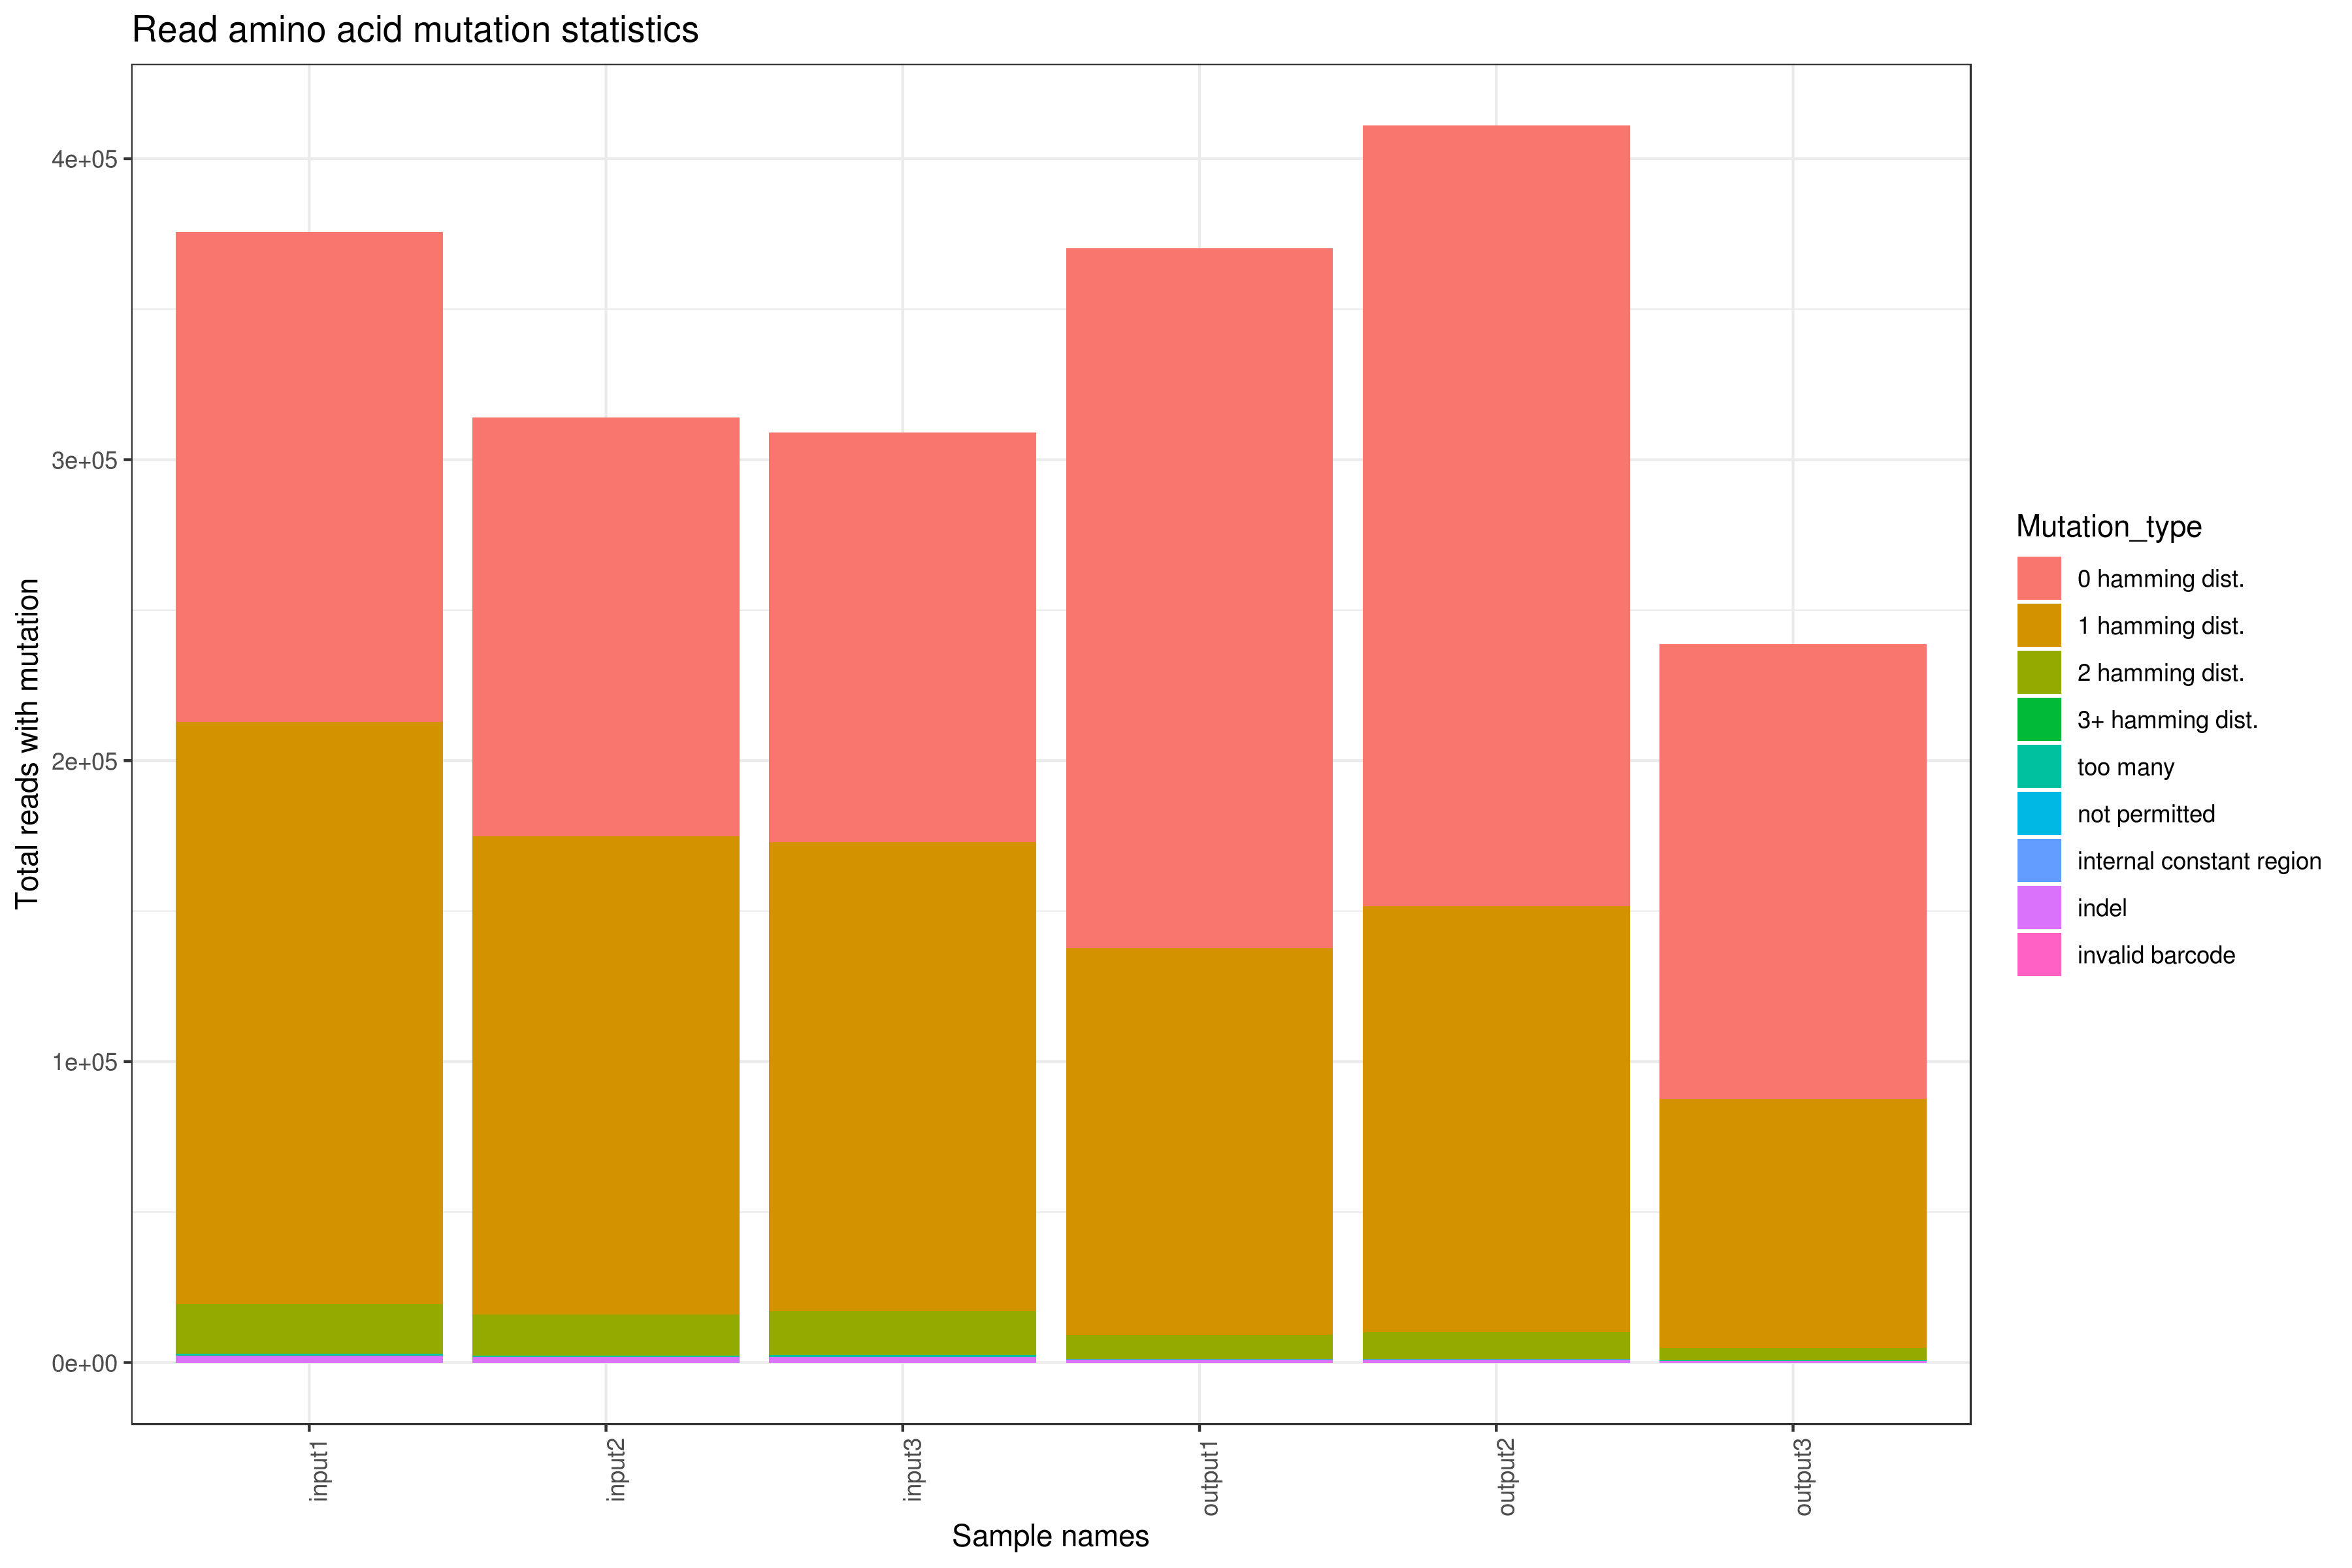 Read amino acid mutation statistics
Total reads with mutation
4e+05
3e+05
2e+05
1e+05
0e+00
input1
input2
input3
output1
output2
output3
Sample names
Mutation_type
0 hamming dist.
1 hamming dist.
2 hamming dist.
3+ hamming dist.
too many
not permitted
internal constant region
indel
invalid barcode